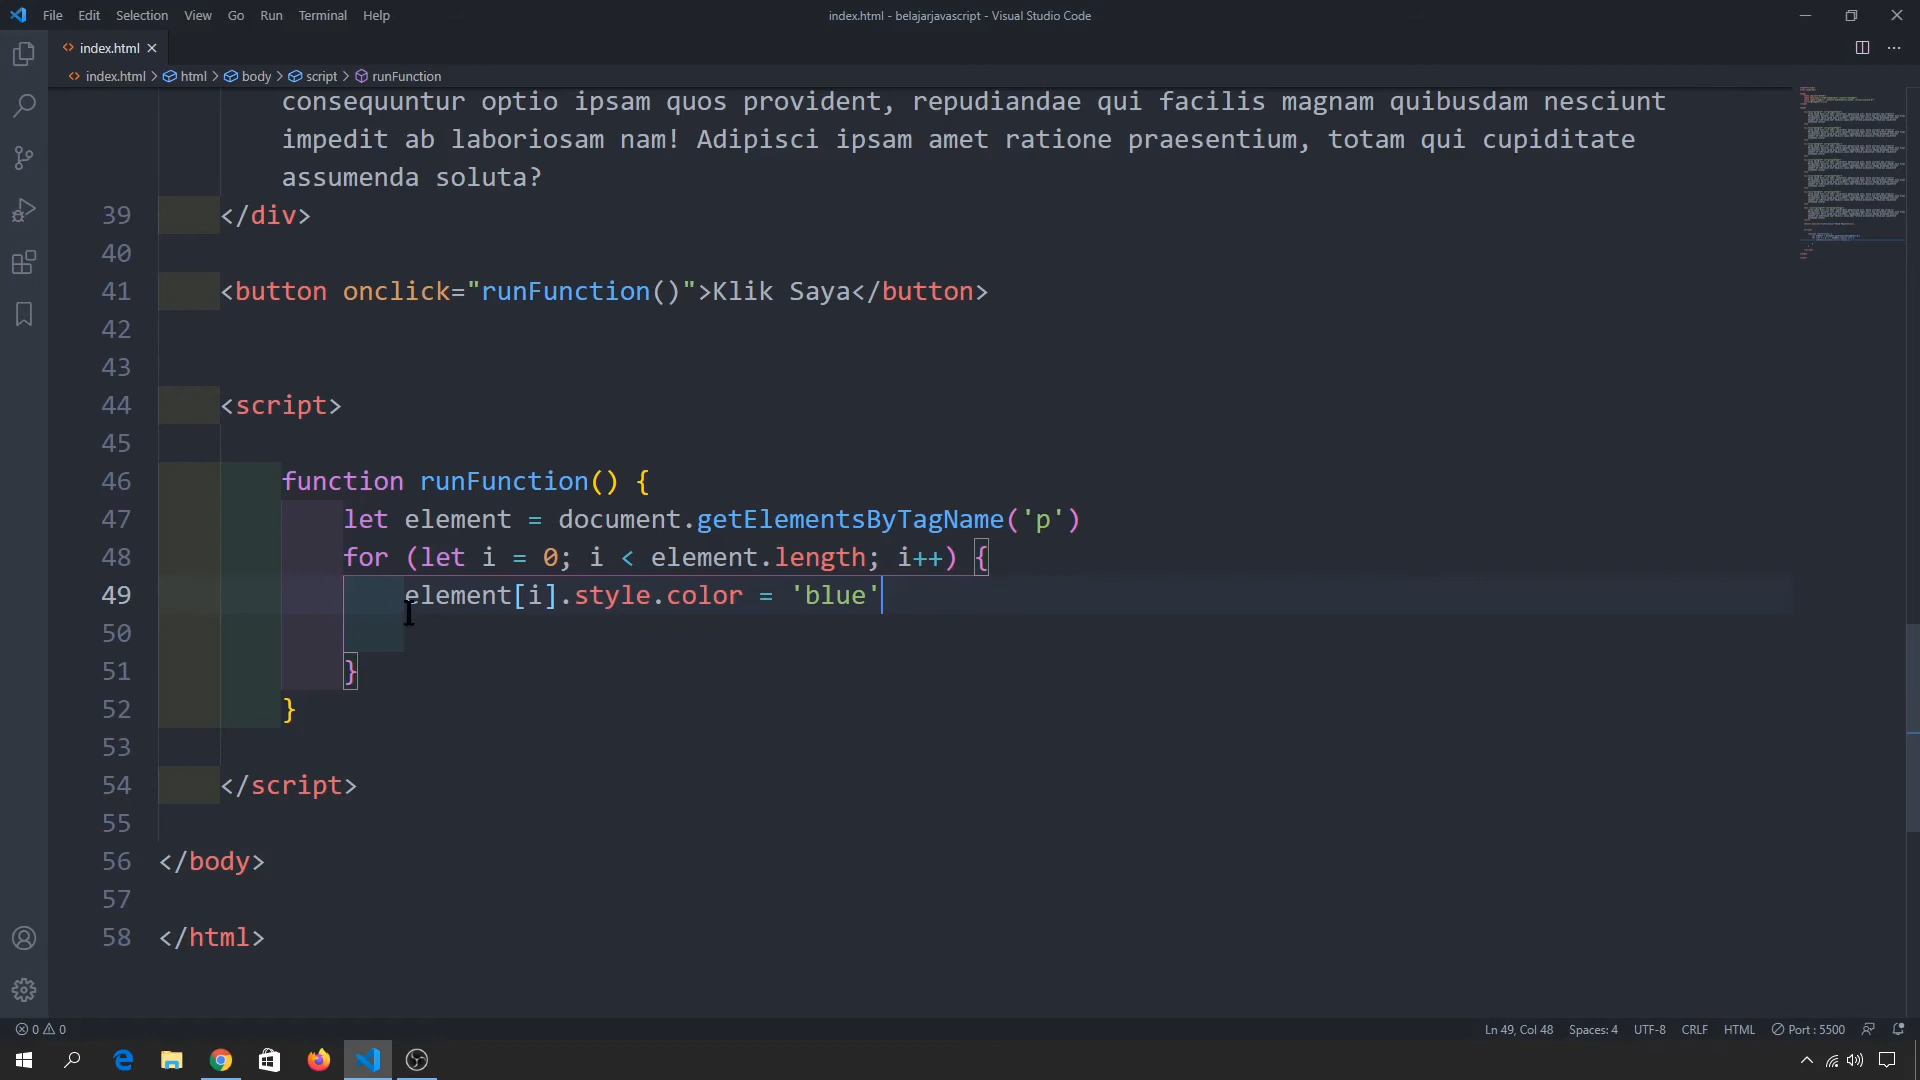 File Edit Selection View Go Run Terminal Help
index.html - belajarjavascript - Visual Studio Code
index.html
index.html > html > body > script > runFunction
consequuntur optio ipsam quos provident, repudiandae qui facilis magnam quibusdam nesciunt
impedit ab laboriosam nam! Adipisci ipsam amet ratione praesentium, totam qui cupiditate
assumenda soluta?
39 </div>
40
41 <button onclick="runFunction()">Klik Saya</button>
42
43
44 <script>
45
46 function runFunction() {
47 let element = document.getElementsByTagName('p')
48 for (let i = 0; i < element.length; i++) {
49 element[i].style.color = 'blue'
50
51 }
52 }
53
54 </script>
55
56 </body>
57
58 </html>
0 0
Ln 49, Col 48 Spaces: 4 UTF-8 CRLF HTML Port : 5500